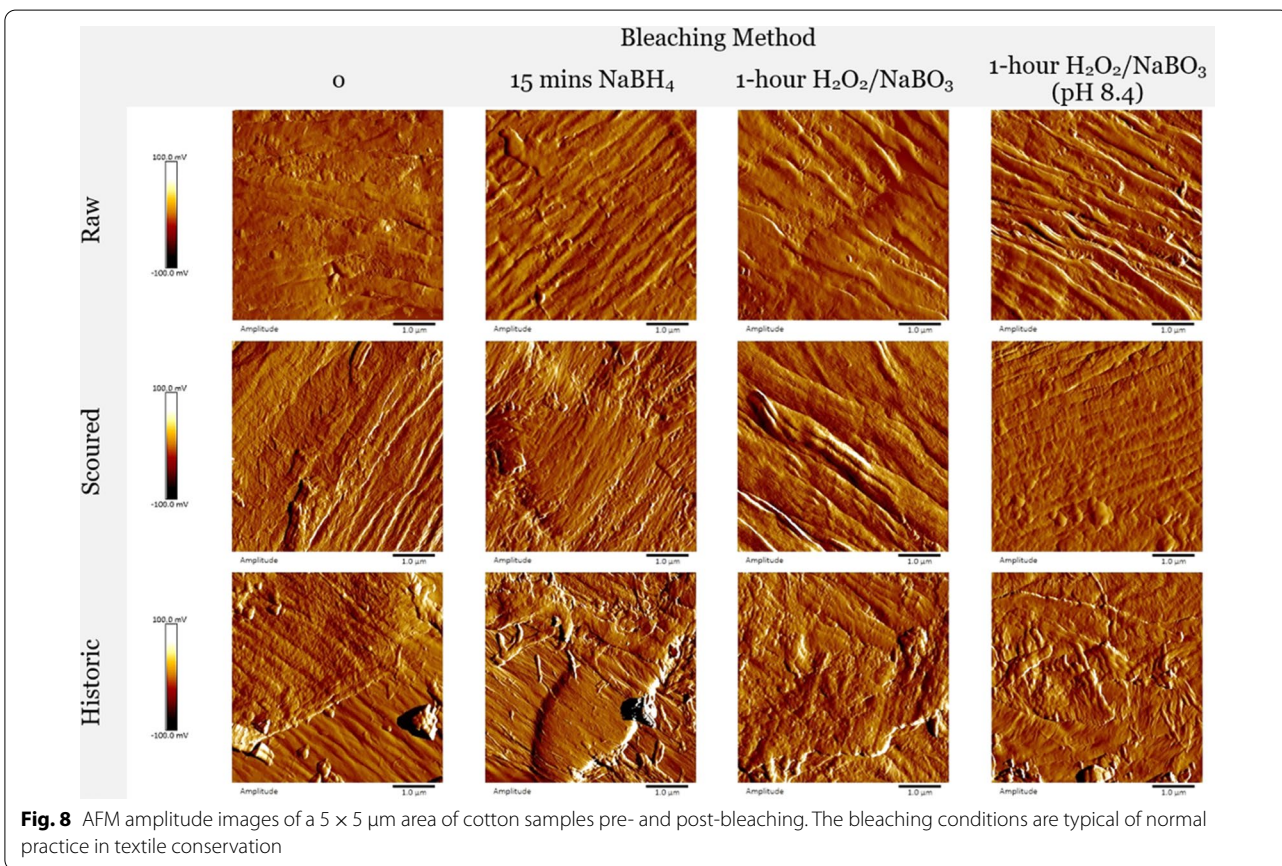 Bleaching Method
0 15 mins NaBH₄ 1-hour H₂O₂/NaBO₃ 1-hour H₂O₂/NaBO₃
(pH 8.4)
Raw
100.0 mV
-100.0 mV
Amplitude 1.0 µm Amplitude 1.0 µm Amplitude 1.0 µm Amplitude 1.0 µm
Scoured
100.0 mV
-100.0 mV
Amplitude 1.0 µm Amplitude 1.0 µm Amplitude 1.0 µm Amplitude 1.0 µm
Historic
100.0 mV
-100.0 mV
Amplitude 1.0 µm Amplitude 1.0 µm Amplitude 1.0 µm Amplitude 1.0 µm
Fig. 8 AFM amplitude images of a 5 × 5 µm area of cotton samples pre- and post-bleaching. The bleaching conditions are typical of normal
practice in textile conservation